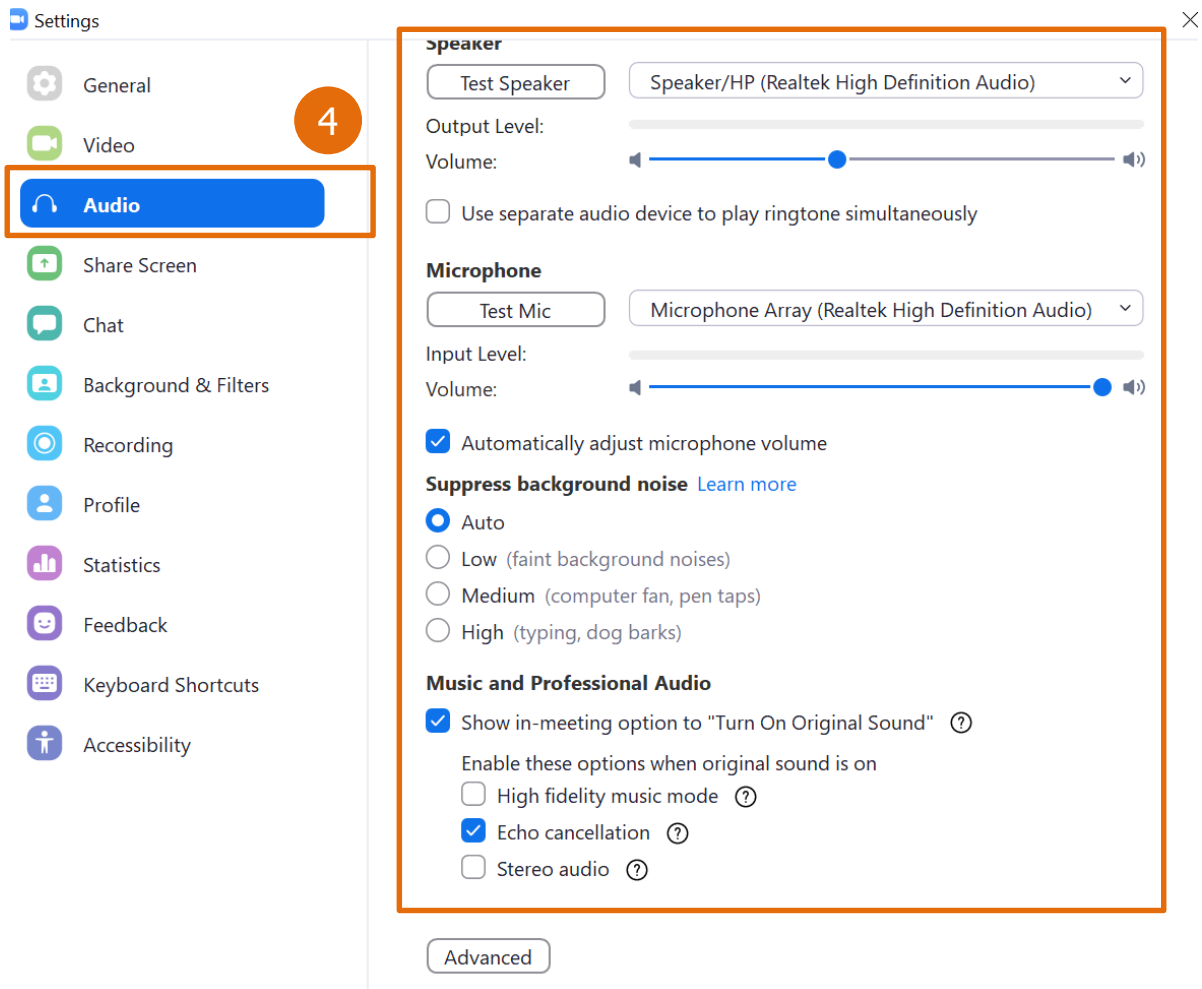 Settings
General
Video
4
Audio
Share Screen
Chat
Background & Filters
Recording
Profile
Statistics
Feedback
Keyboard Shortcuts
Accessibility
Speaker
Test Speaker
Speaker/HP (Realtek High Definition Audio)
Output Level:
Volume:
Use separate audio device to play ringtone simultaneously
Microphone
Test Mic
Microphone Array (Realtek High Definition Audio)
Input Level:
Volume:
Automatically adjust microphone volume
Suppress background noise Learn more
Auto
Low (faint background noises)
Medium (computer fan, pen taps)
High (typing, dog barks)
Music and Professional Audio
Show in-meeting option to "Turn On Original Sound" ?
Enable these options when original sound is on
High fidelity music mode ?
Echo cancellation ?
Stereo audio ?
Advanced